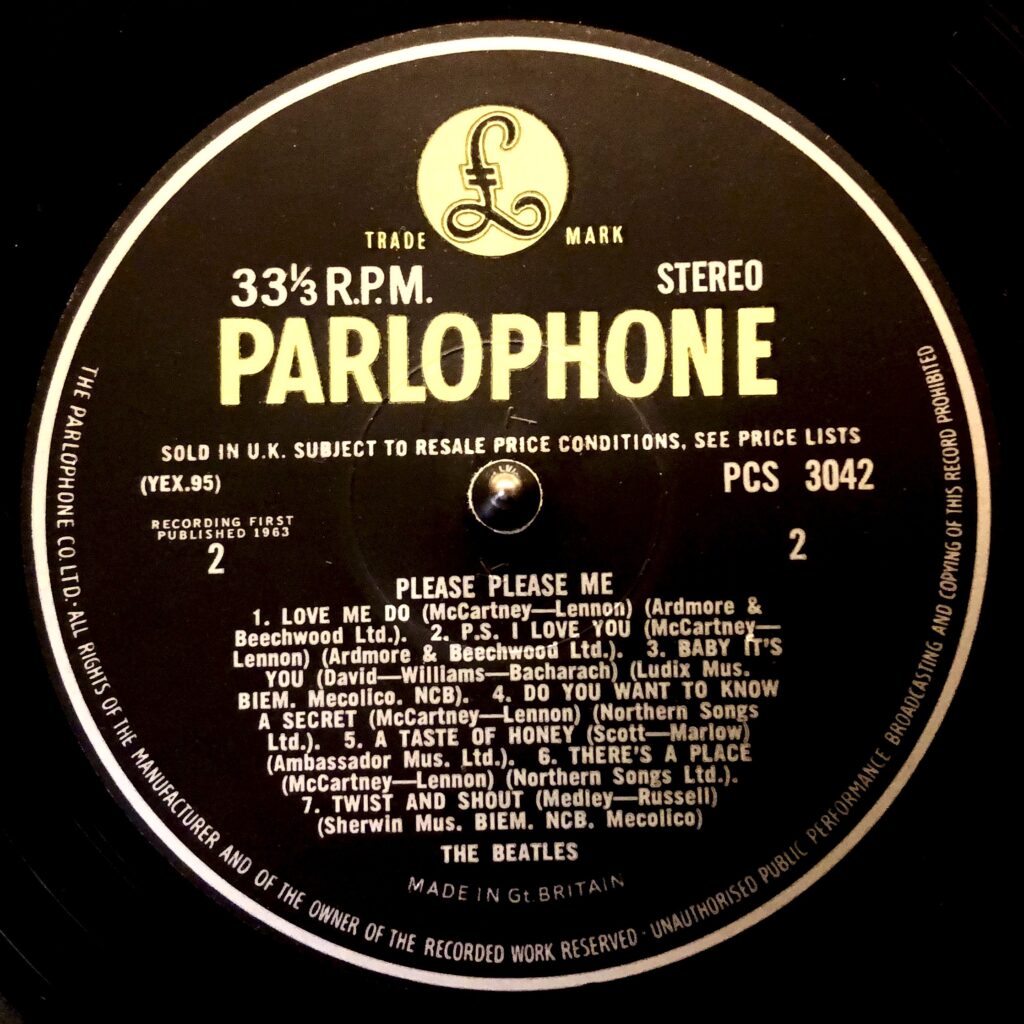 £
TRADE MARK
33⅓ R.P.M. STEREO
PARLOPHONE
SOLD IN U.K. SUBJECT TO RESALE PRICE CONDITIONS, SEE PRICE LISTS
(YEX.95) PCS 3042
RECORDING FIRST
PUBLISHED 1963
2 2
PLEASE PLEASE ME
1. LOVE ME DO (McCartney—Lennon) (Ardmore &
Beechwood Ltd.). 2. P.S. I LOVE YOU (McCartney—
Lennon) (Ardmore & Beechwood Ltd.). 3. BABY IT'S
YOU (David—Williams—Bacharach) (Ludix Mus.
BIEM. Mecolico. NCB). 4. DO YOU WANT TO KNOW
A SECRET (McCartney—Lennon) (Northern Songs
Ltd.). 5. A TASTE OF HONEY (Scott—Marlow)
(Ambassador Mus. Ltd.). 6. THERE'S A PLACE
(McCartney—Lennon) (Northern Songs Ltd.).
7. TWIST AND SHOUT (Medley—Russell)
(Sherwin Mus. BIEM. NCB. Mecolico)
THE BEATLES
MADE IN Gt. BRITAIN
THE PARLOPHONE CO. LTD. · ALL RIGHTS OF THE MANUFACTURER AND OF THE OWNER OF THE RECORDED WORK RESERVED · UNAUTHORISED PUBLIC PERFORMANCE BROADCASTING AND COPYING OF THIS RECORD PROHIBITED